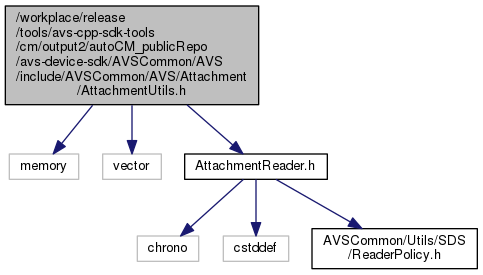 /workplace/release
/tools/avs-cpp-sdk-tools
/cm/output2/autoCM_publicRepo
/avs-device-sdk/AVSCommon/AVS
/include/AVSCommon/AVS/Attachment
/AttachmentUtils.h
memory
vector
AttachmentReader.h
chrono
cstddef
AVSCommon/Utils/SDS
/ReaderPolicy.h